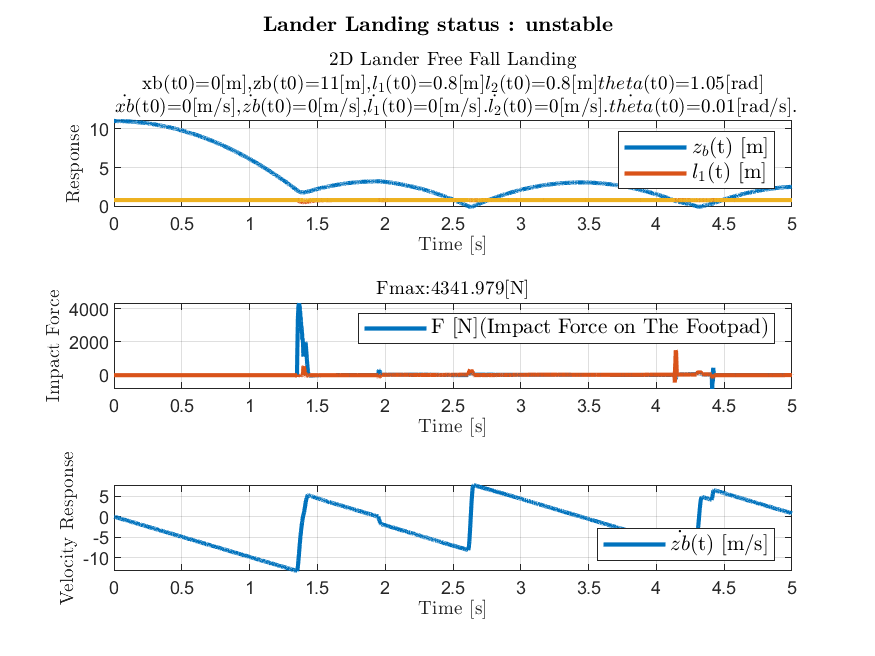 Lander Landing status : unstable
2D Lander Free Fall Landing
xb(t0)=0[m],zb(t0)=11[m],l₁(t0)=0.8[m]l₂(t0)=0.8[m]theta(t0)=1.05[rad]
ẋb(t0)=0[m/s],żb(t0)=0[m/s],l̇₁(t0)=0[m/s].l̇₂(t0)=0[m/s].thėta(t0)=0.01[rad/s].
Response
10
5
0
z_b(t) [m]
l₁(t) [m]
0 0.5 1 1.5 2 2.5 3 3.5 4 4.5 5
Time [s]
Fmax:4341.979[N]
Impact Force
4000
2000
0
F [N](Impact Force on The Footpad)
0 0.5 1 1.5 2 2.5 3 3.5 4 4.5 5
Time [s]
Velocity Response
5
0
-5
-10
żb(t) [m/s]
0 0.5 1 1.5 2 2.5 3 3.5 4 4.5 5
Time [s]